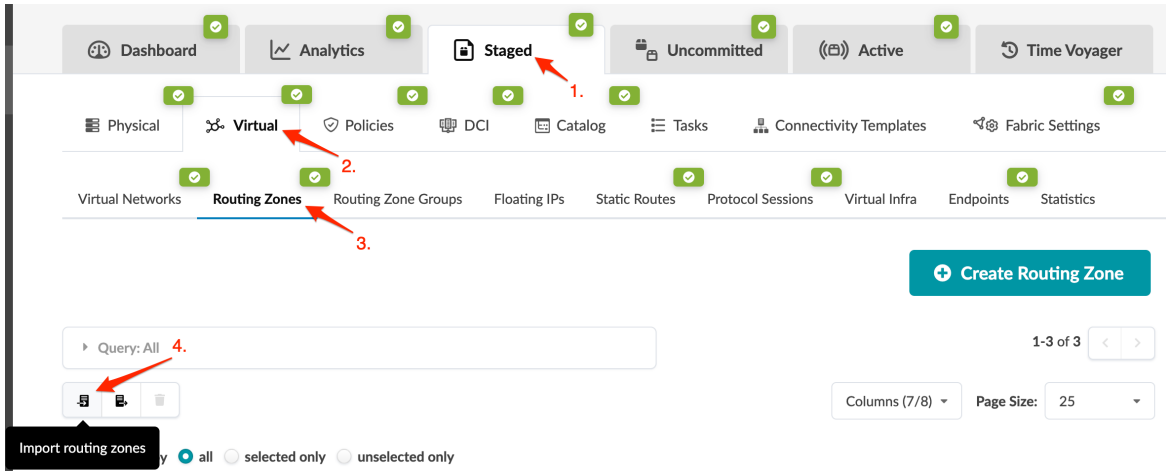 Dashboard Analytics Staged Uncommitted Active Time Voyager
1.
Physical Virtual Policies DCI Catalog Tasks Connectivity Templates Fabric Settings
2.
Virtual Networks Routing Zones Routing Zone Groups Floating IPs Static Routes Protocol Sessions Virtual Infra Endpoints Statistics
3.
Create Routing Zone
Query: All 4. 1-3 of 3
Columns (7/8) Page Size: 25
Import routing zones
y all selected only unselected only